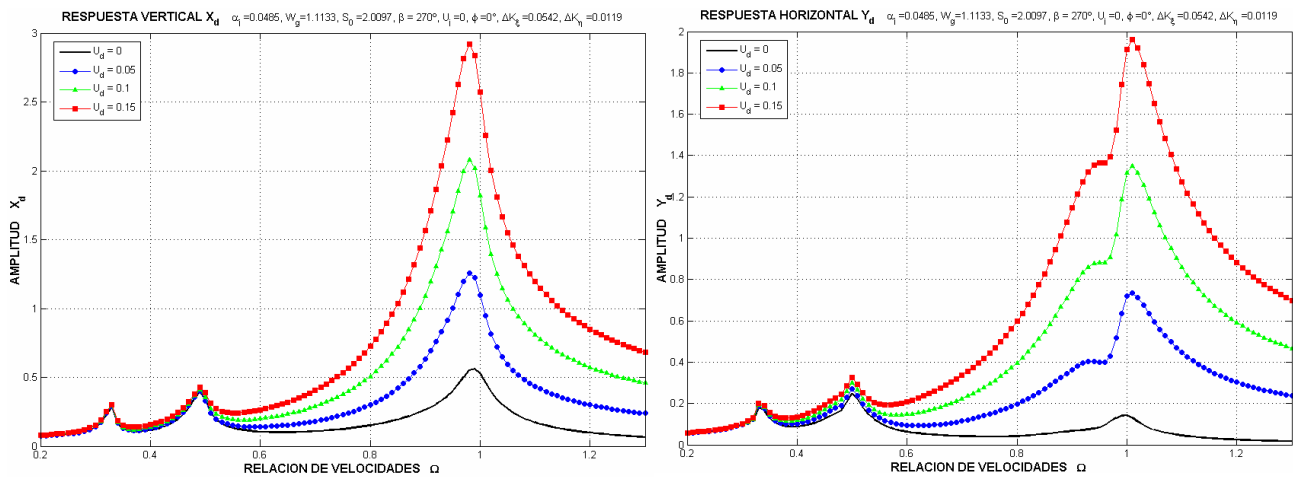 RESPUESTA VERTICAL X_d α_l=0.0485, W_g=1.1133, S_0=2.0097, β = 270º, U_l=0, ϕ=0°, ΔK_ξ=0.0542, ΔK_η=0.0119
3
2.5
2
1.5
1
0.5
0
0.2 0.4 0.6 0.8 1 1.2
AMPLITUD X_d
RELACION DE VELOCIDADES Ω
U_d = 0
U_d = 0.05
U_d = 0.1
U_d = 0.15
RESPUESTA HORIZONTAL Y_d α_l=0.0485, W_g=1.1133, S_0=2.0097, β = 270º, U_l=0, ϕ=0°, ΔK_ξ=0.0542, ΔK_η=0.0119
2
1.8
1.6
1.4
1.2
1
0.8
0.6
0.4
0.2
0
0.2 0.4 0.6 0.8 1 1.2
AMPLITUD Y_d
RELACION DE VELOCIDADES Ω
U_d = 0
U_d = 0.05
U_d = 0.1
U_d = 0.15